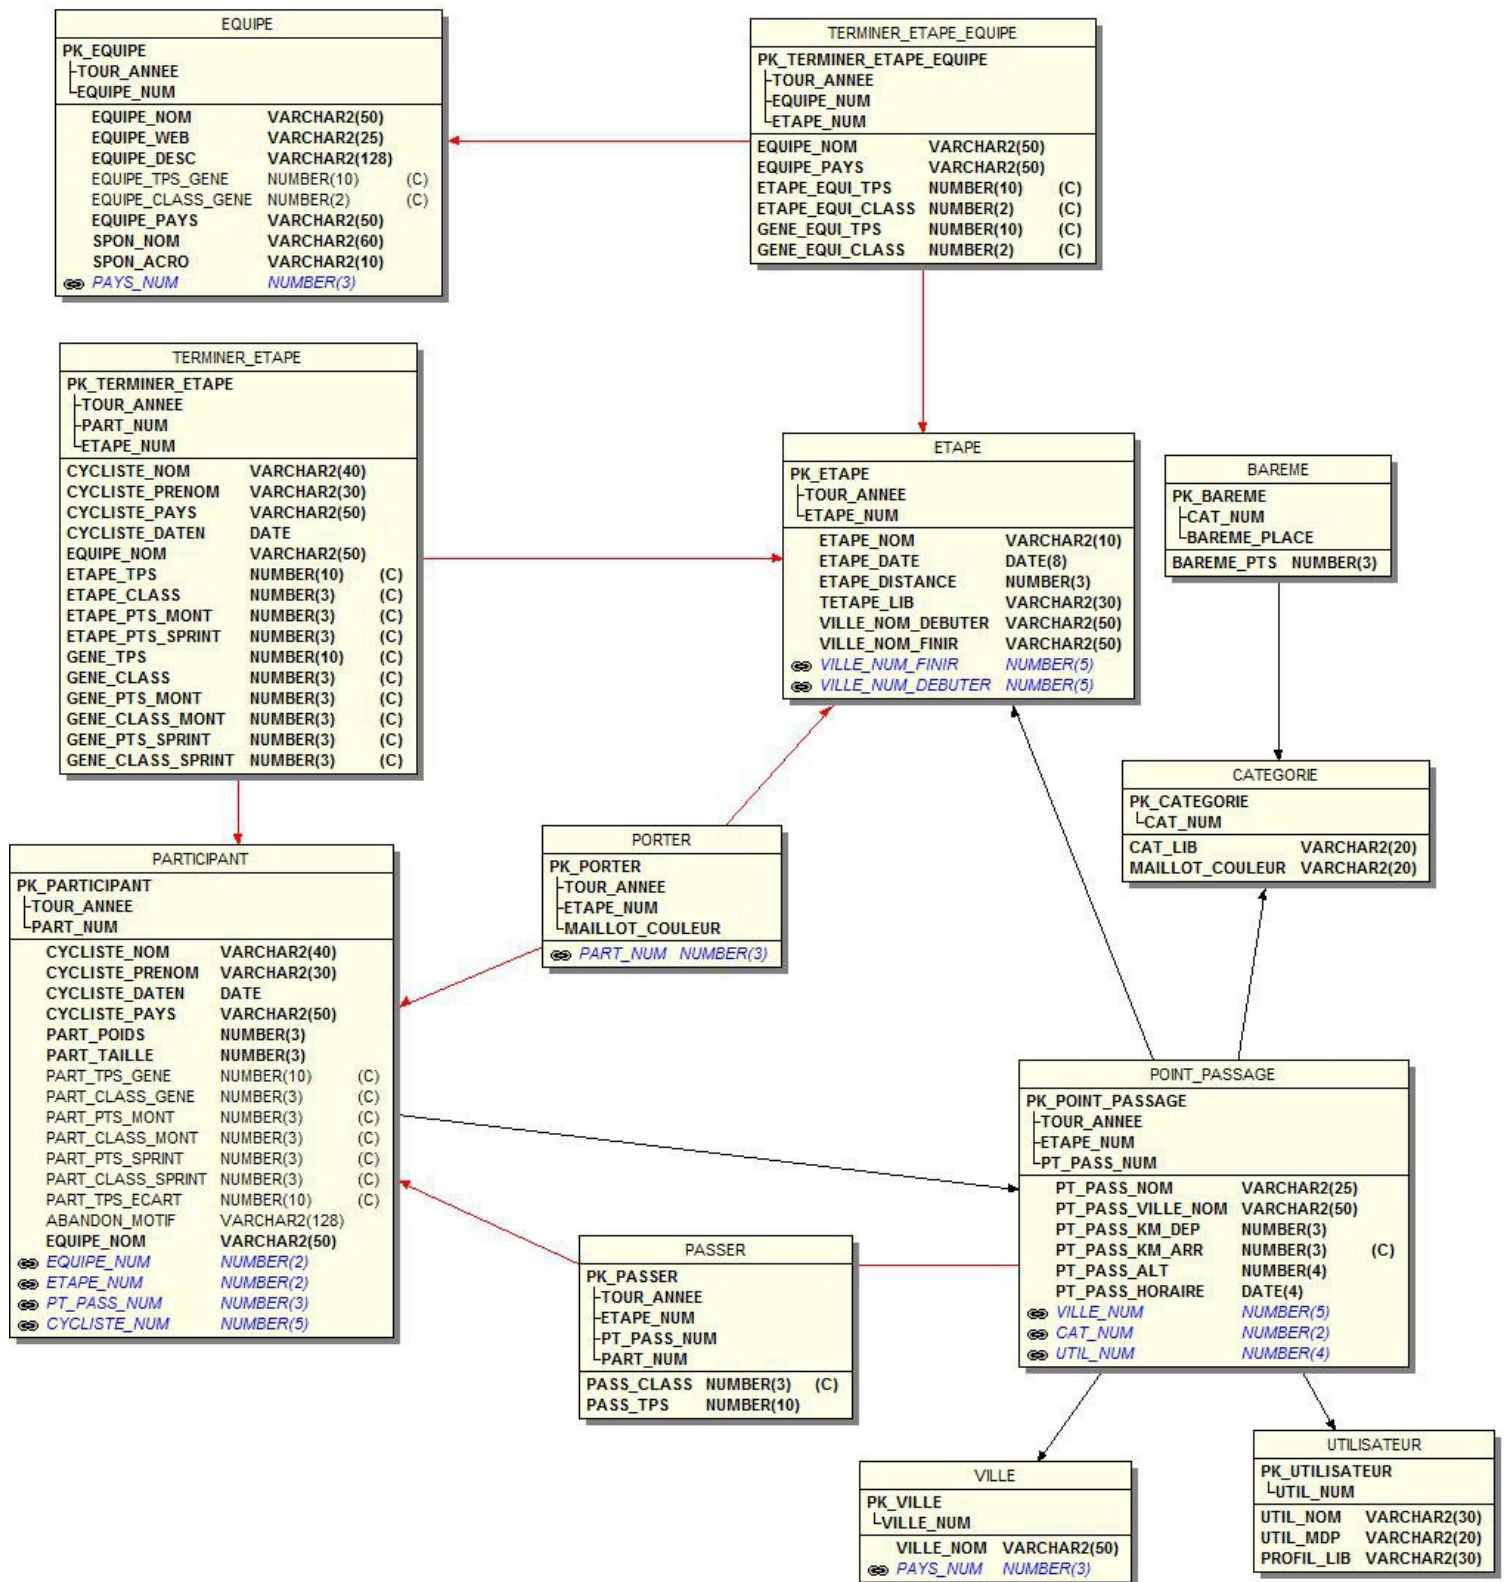 EQUIPE
PK_EQUIPE
TOUR_ANNEE
EQUIPE_NUM
EQUIPE_NOM VARCHAR2(50)
EQUIPE_WEB VARCHAR2(25)
EQUIPE_DESC VARCHAR2(128)
EQUIPE_TPS_GENE NUMBER(10) (C)
EQUIPE_CLASS_GENE NUMBER(2) (C)
EQUIPE_PAYS VARCHAR2(50)
SPON_NOM VARCHAR2(60)
SPON_ACRO VARCHAR2(10)
PAYS_NUM NUMBER(3)
TERMINER_ETAPE_EQUIPE
PK_TERMINER_ETAPE_EQUIPE
TOUR_ANNEE
EQUIPE_NUM
ETAPE_NUM
EQUIPE_NOM VARCHAR2(50)
EQUIPE_PAYS VARCHAR2(50)
ETAPE_EQUI_TPS NUMBER(10) (C)
ETAPE_EQUI_CLASS NUMBER(2) (C)
GENE_EQUI_TPS NUMBER(10) (C)
GENE_EQUI_CLASS NUMBER(2) (C)
TERMINER_ETAPE
PK_TERMINER_ETAPE
TOUR_ANNEE
PART_NUM
ETAPE_NUM
CYCLISTE_NOM VARCHAR2(40)
CYCLISTE_PRENOM VARCHAR2(30)
CYCLISTE_PAYS VARCHAR2(50)
CYCLISTE_DATEN DATE
EQUIPE_NOM VARCHAR2(50)
ETAPE_TPS NUMBER(10) (C)
ETAPE_CLASS NUMBER(3) (C)
ETAPE_PTS_MONT NUMBER(3) (C)
ETAPE_PTS_SPRINT NUMBER(3) (C)
GENE_TPS NUMBER(10) (C)
GENE_CLASS NUMBER(3) (C)
GENE_PTS_MONT NUMBER(3) (C)
GENE_CLASS_MONT NUMBER(3) (C)
GENE_PTS_SPRINT NUMBER(3) (C)
GENE_CLASS_SPRINT NUMBER(3) (C)
ETAPE
PK_ETAPE
TOUR_ANNEE
ETAPE_NUM
ETAPE_NOM VARCHAR2(10)
ETAPE_DATE DATE(8)
ETAPE_DISTANCE NUMBER(3)
TETAPE_LIB VARCHAR2(30)
VILLE_NOM_DEBUTER VARCHAR2(50)
VILLE_NOM_FINIR VARCHAR2(50)
VILLE_NUM_FINIR NUMBER(5)
VILLE_NUM_DEBUTER NUMBER(5)
BAREME
PK_BAREME
CAT_NUM
BAREME_PLACE
BAREME_PTS NUMBER(3)
CATEGORIE
PK_CATEGORIE
CAT_NUM
CAT_LIB VARCHAR2(20)
MAILLOT_COULEUR VARCHAR2(20)
PORTER
PK_PORTER
TOUR_ANNEE
ETAPE_NUM
MAILLOT_COULEUR
PART_NUM NUMBER(3)
PARTICIPANT
PK_PARTICIPANT
TOUR_ANNEE
PART_NUM
CYCLISTE_NOM VARCHAR2(40)
CYCLISTE_PRENOM VARCHAR2(30)
CYCLISTE_DATEN DATE
CYCLISTE_PAYS VARCHAR2(50)
PART_POIDS NUMBER(3)
PART_TAILLE NUMBER(3)
PART_TPS_GENE NUMBER(10) (C)
PART_CLASS_GENE NUMBER(3) (C)
PART_PTS_MONT NUMBER(3) (C)
PART_CLASS_MONT NUMBER(3) (C)
PART_PTS_SPRINT NUMBER(3) (C)
PART_CLASS_SPRINT NUMBER(3) (C)
PART_TPS_ECART NUMBER(10) (C)
ABANDON_MOTIF VARCHAR2(128)
EQUIPE_NOM VARCHAR2(50)
EQUIPE_NUM NUMBER(2)
ETAPE_NUM NUMBER(2)
PT_PASS_NUM NUMBER(3)
CYCLISTE_NUM NUMBER(5)
POINT_PASSAGE
PK_POINT_PASSAGE
TOUR_ANNEE
ETAPE_NUM
PT_PASS_NUM
PT_PASS_NOM VARCHAR2(25)
PT_PASS_VILLE_NOM VARCHAR2(50)
PT_PASS_KM_DEP NUMBER(3)
PT_PASS_KM_ARR NUMBER(3) (C)
PT_PASS_ALT NUMBER(4)
PT_PASS_HORAIRE DATE(4)
VILLE_NUM NUMBER(5)
CAT_NUM NUMBER(2)
UTIL_NUM NUMBER(4)
PASSER
PK_PASSER
TOUR_ANNEE
ETAPE_NUM
PT_PASS_NUM
PART_NUM
PASS_CLASS NUMBER(3) (C)
PASS_TPS NUMBER(10)
VILLE
PK_VILLE
VILLE_NUM
VILLE_NOM VARCHAR2(50)
PAYS_NUM NUMBER(3)
UTILISATEUR
PK_UTILISATEUR
UTIL_NUM
UTIL_NOM VARCHAR2(30)
UTIL_MDP VARCHAR2(20)
PROFIL_LIB VARCHAR2(30)